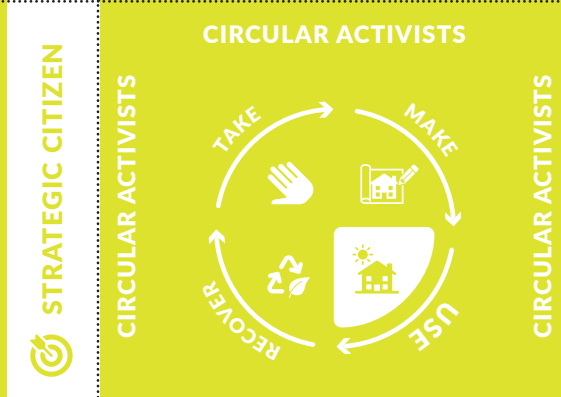 STRATEGIC CITIZEN
CIRCULAR ACTIVISTS
CIRCULAR ACTIVISTS
TAKE
MAKE
USE
RECOVER
CIRCULAR ACTIVISTS